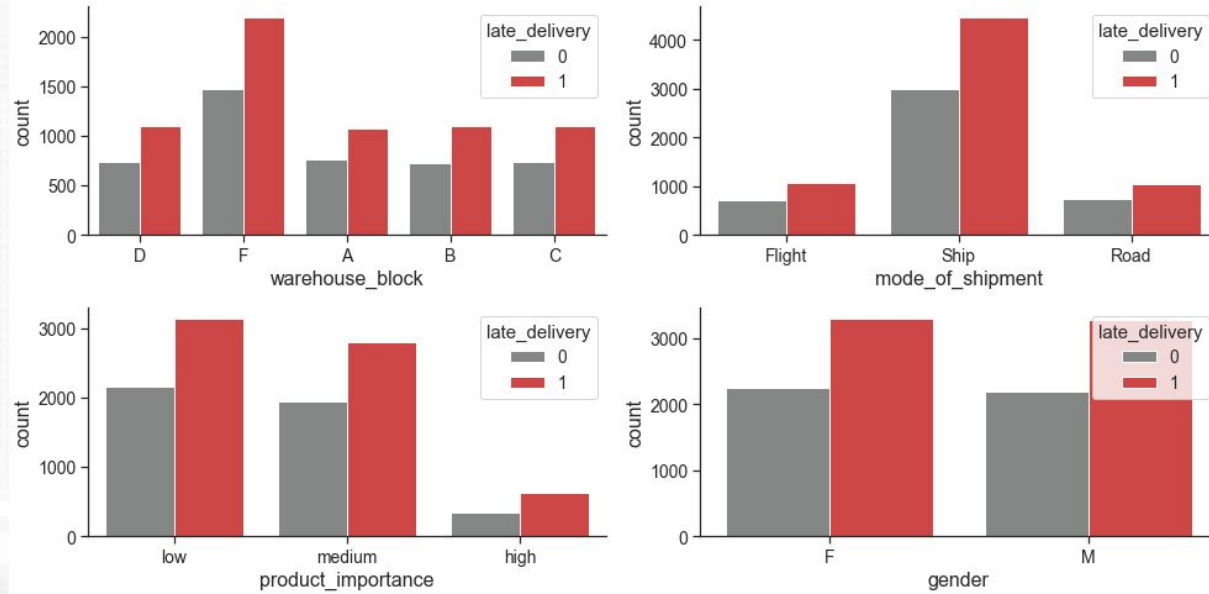 late_delivery
0
1
2000
1500
1000
500
0
count
D F A B C
warehouse_block
late_delivery
0
1
4000
3000
2000
1000
0
count
Flight Ship Road
mode_of_shipment
late_delivery
0
1
3000
2000
1000
0
count
low medium high
product_importance
late_delivery
0
1
3000
2000
1000
0
count
F M
gender